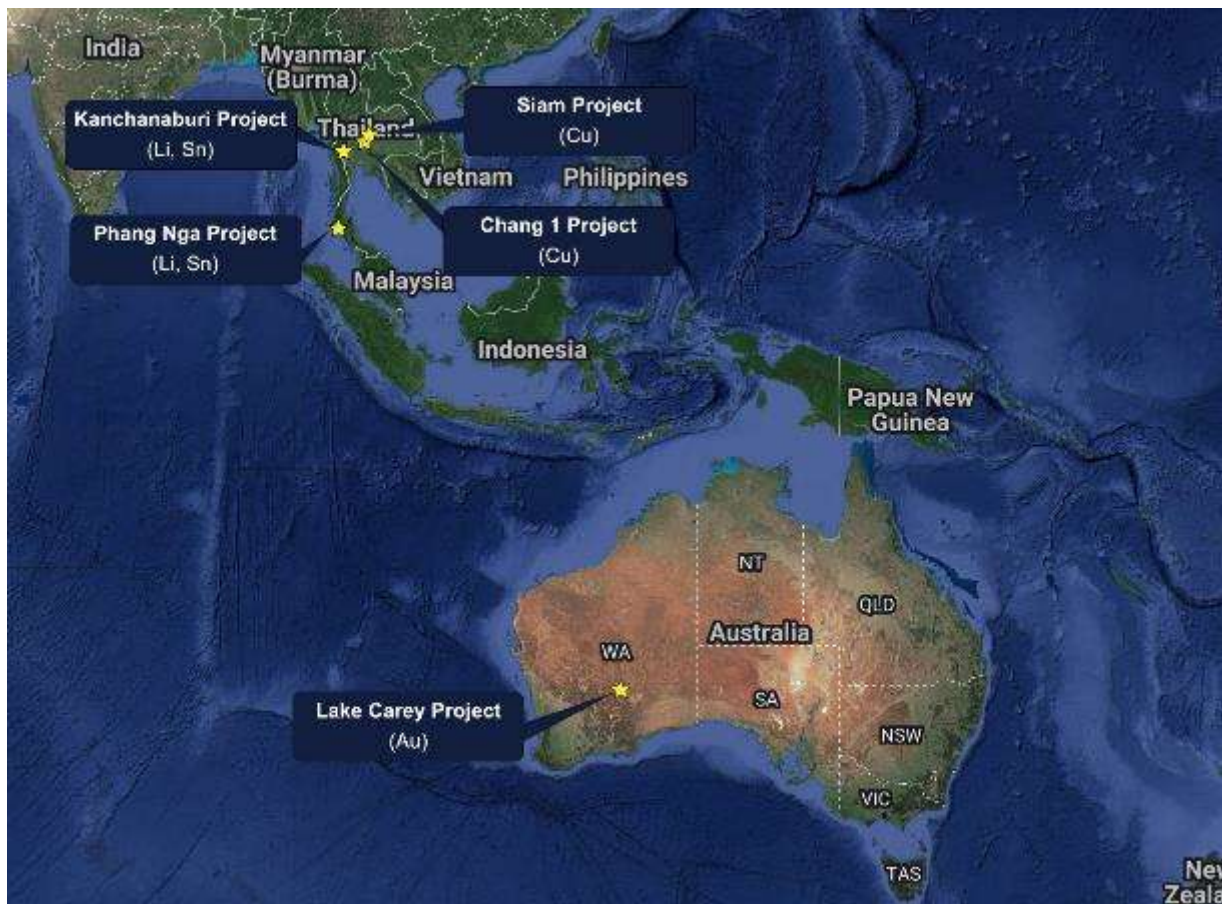 India
Myanmar
(Burma)
Kanchanaburi Project
(Li, Sn)
Thailand
Siam Project
(Cu)
Vietnam
Philippines
Phang Nga Project
(Li, Sn)
Chang 1 Project
(Cu)
Malaysia
Indonesia
Papua New
Guinea
NT
QLD
Australia
WA
SA
Lake Carey Project
(Au)
NSW
VIC
TAS
New
Zeala